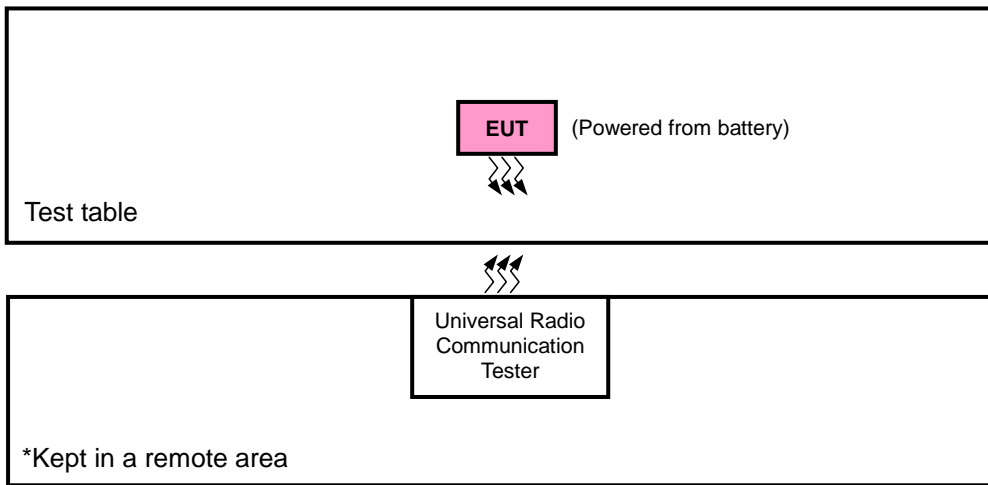 EUT
(Powered from battery)
Test table
Universal Radio
Communication
Tester
*Kept in a remote area